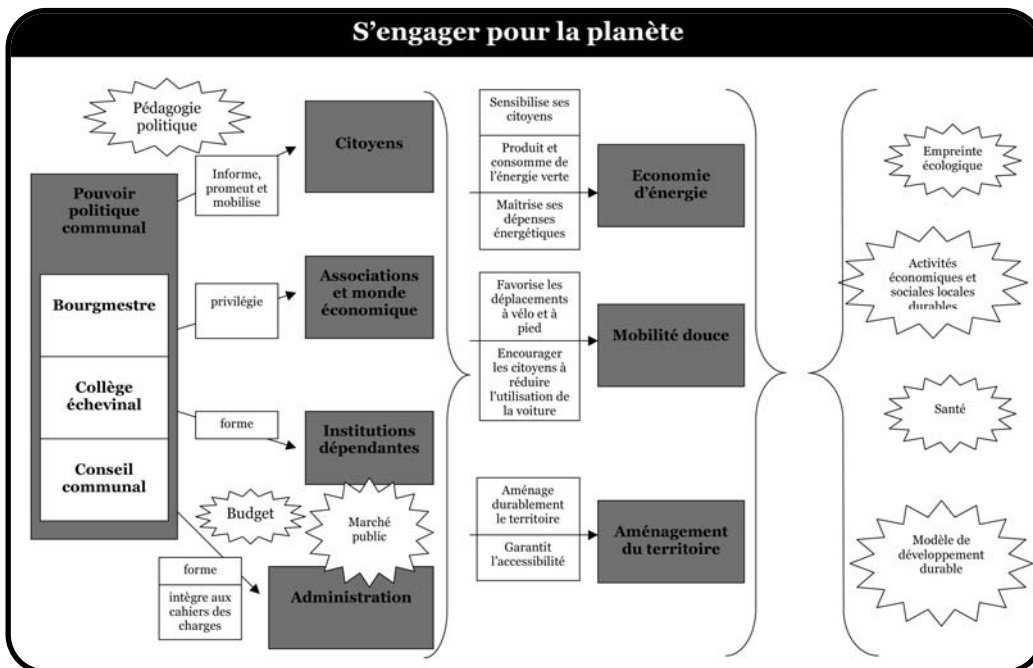 S’engager pour la planète
Pédagogie
politique
Pouvoir
politique
communal
Bourgmestre
Collège
échevinal
Conseil
communal
Informe,
promeut et
mobilise
privilégie
forme
Budget
forme
intègre aux
cahiers des
charges
Citoyens
Associations
et monde
économique
Institutions
dépendantes
Marché
public
Administration
Sensibilise ses
citoyens
Produit et
consomme de
l’énergie verte
Maîtrise ses
dépenses
énergétiques
Favorise les
déplacements
à vélo et à
pied
Encourager
les citoyens à
réduire
l’utilisation de
la voiture
Aménage
durablement
le territoire
Garantit
l’accessibilité
Economie
d’énergie
Mobilité douce
Aménagement
du territoire
Empreinte
écologique
Activités
économiques et
sociales locales
durables
Santé
Modèle de
développement
durable